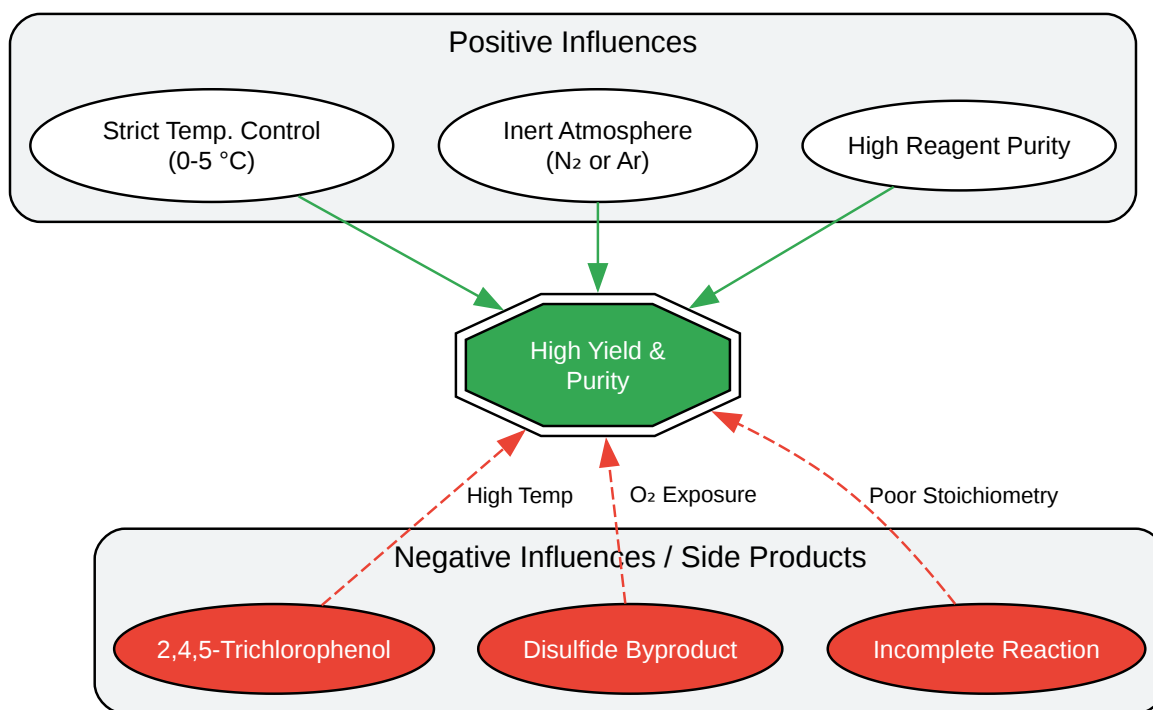 Positive Influences
Strict Temp. Control
(0-5 °C)
Inert Atmosphere
(N₂ or Ar)
High Reagent Purity
High Yield &
Purity
High Temp
O₂ Exposure
Poor Stoichiometry
Negative Influences / Side Products
2,4,5-Trichlorophenol
Disulfide Byproduct
Incomplete Reaction